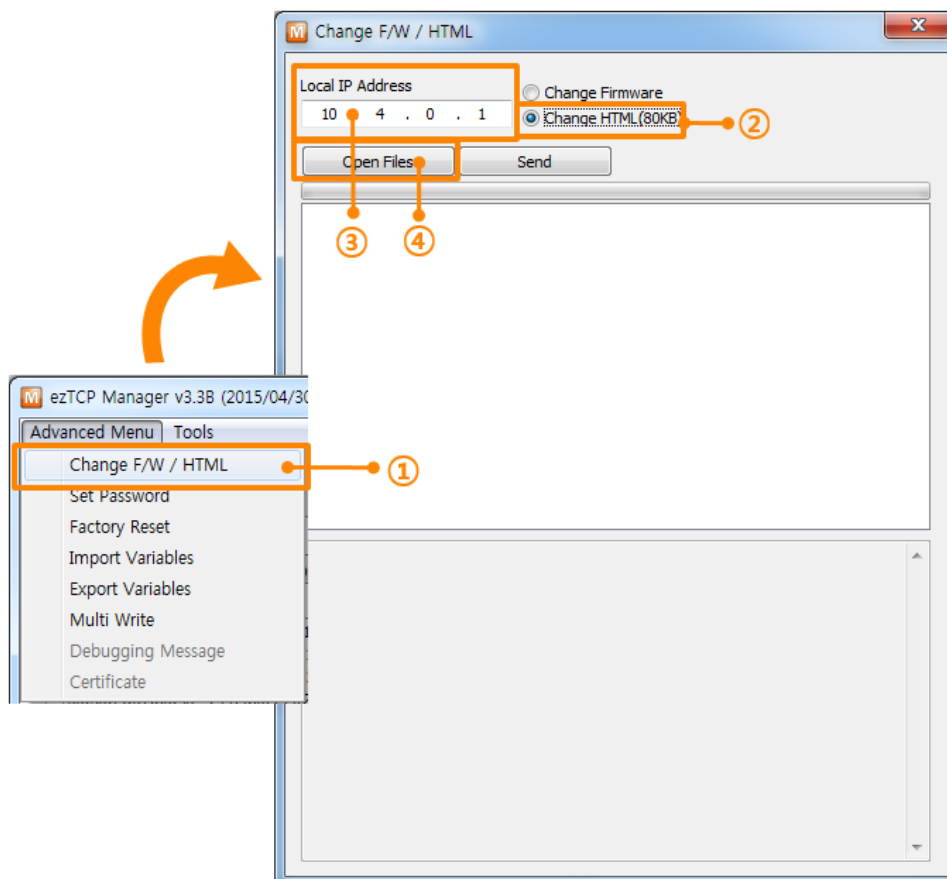 Change F/W / HTML
Local IP Address
10 . 4 . 0 . 1
Change Firmware
Change HTML(80KB)
②
Open Files
Send
③
④
ezTCP Manager v3.3B (2015/04/30
Advanced Menu Tools
Change F/W / HTML
①
Set Password
Factory Reset
Import Variables
Export Variables
Multi Write
Debugging Message
Certificate